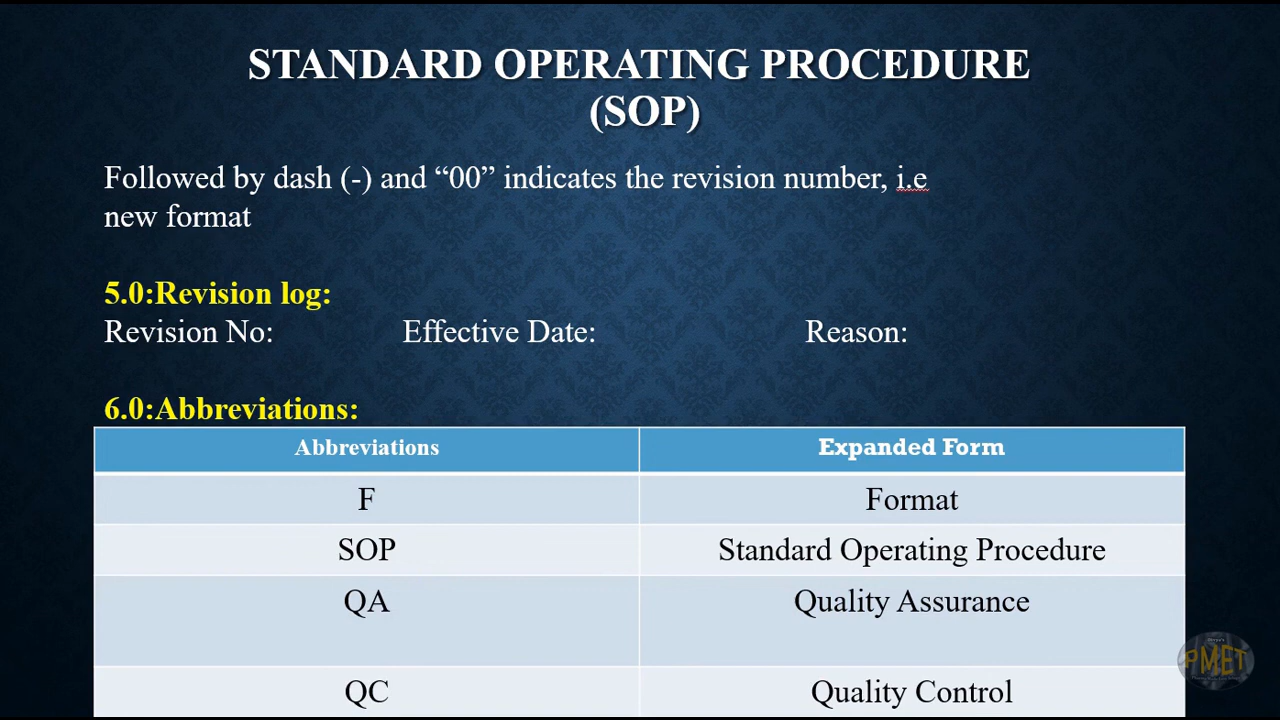 STANDARD OPERATING PROCEDURE
(SOP)
Followed by dash (-) and “00” indicates the revision number, i.e
new format
5.0:Revision log:
Revision No: Effective Date: Reason:
6.0:Abbreviations:
Abbreviations Expanded Form
F Format
SOP Standard Operating Procedure
QA Quality Assurance
QC Quality Control
PMET